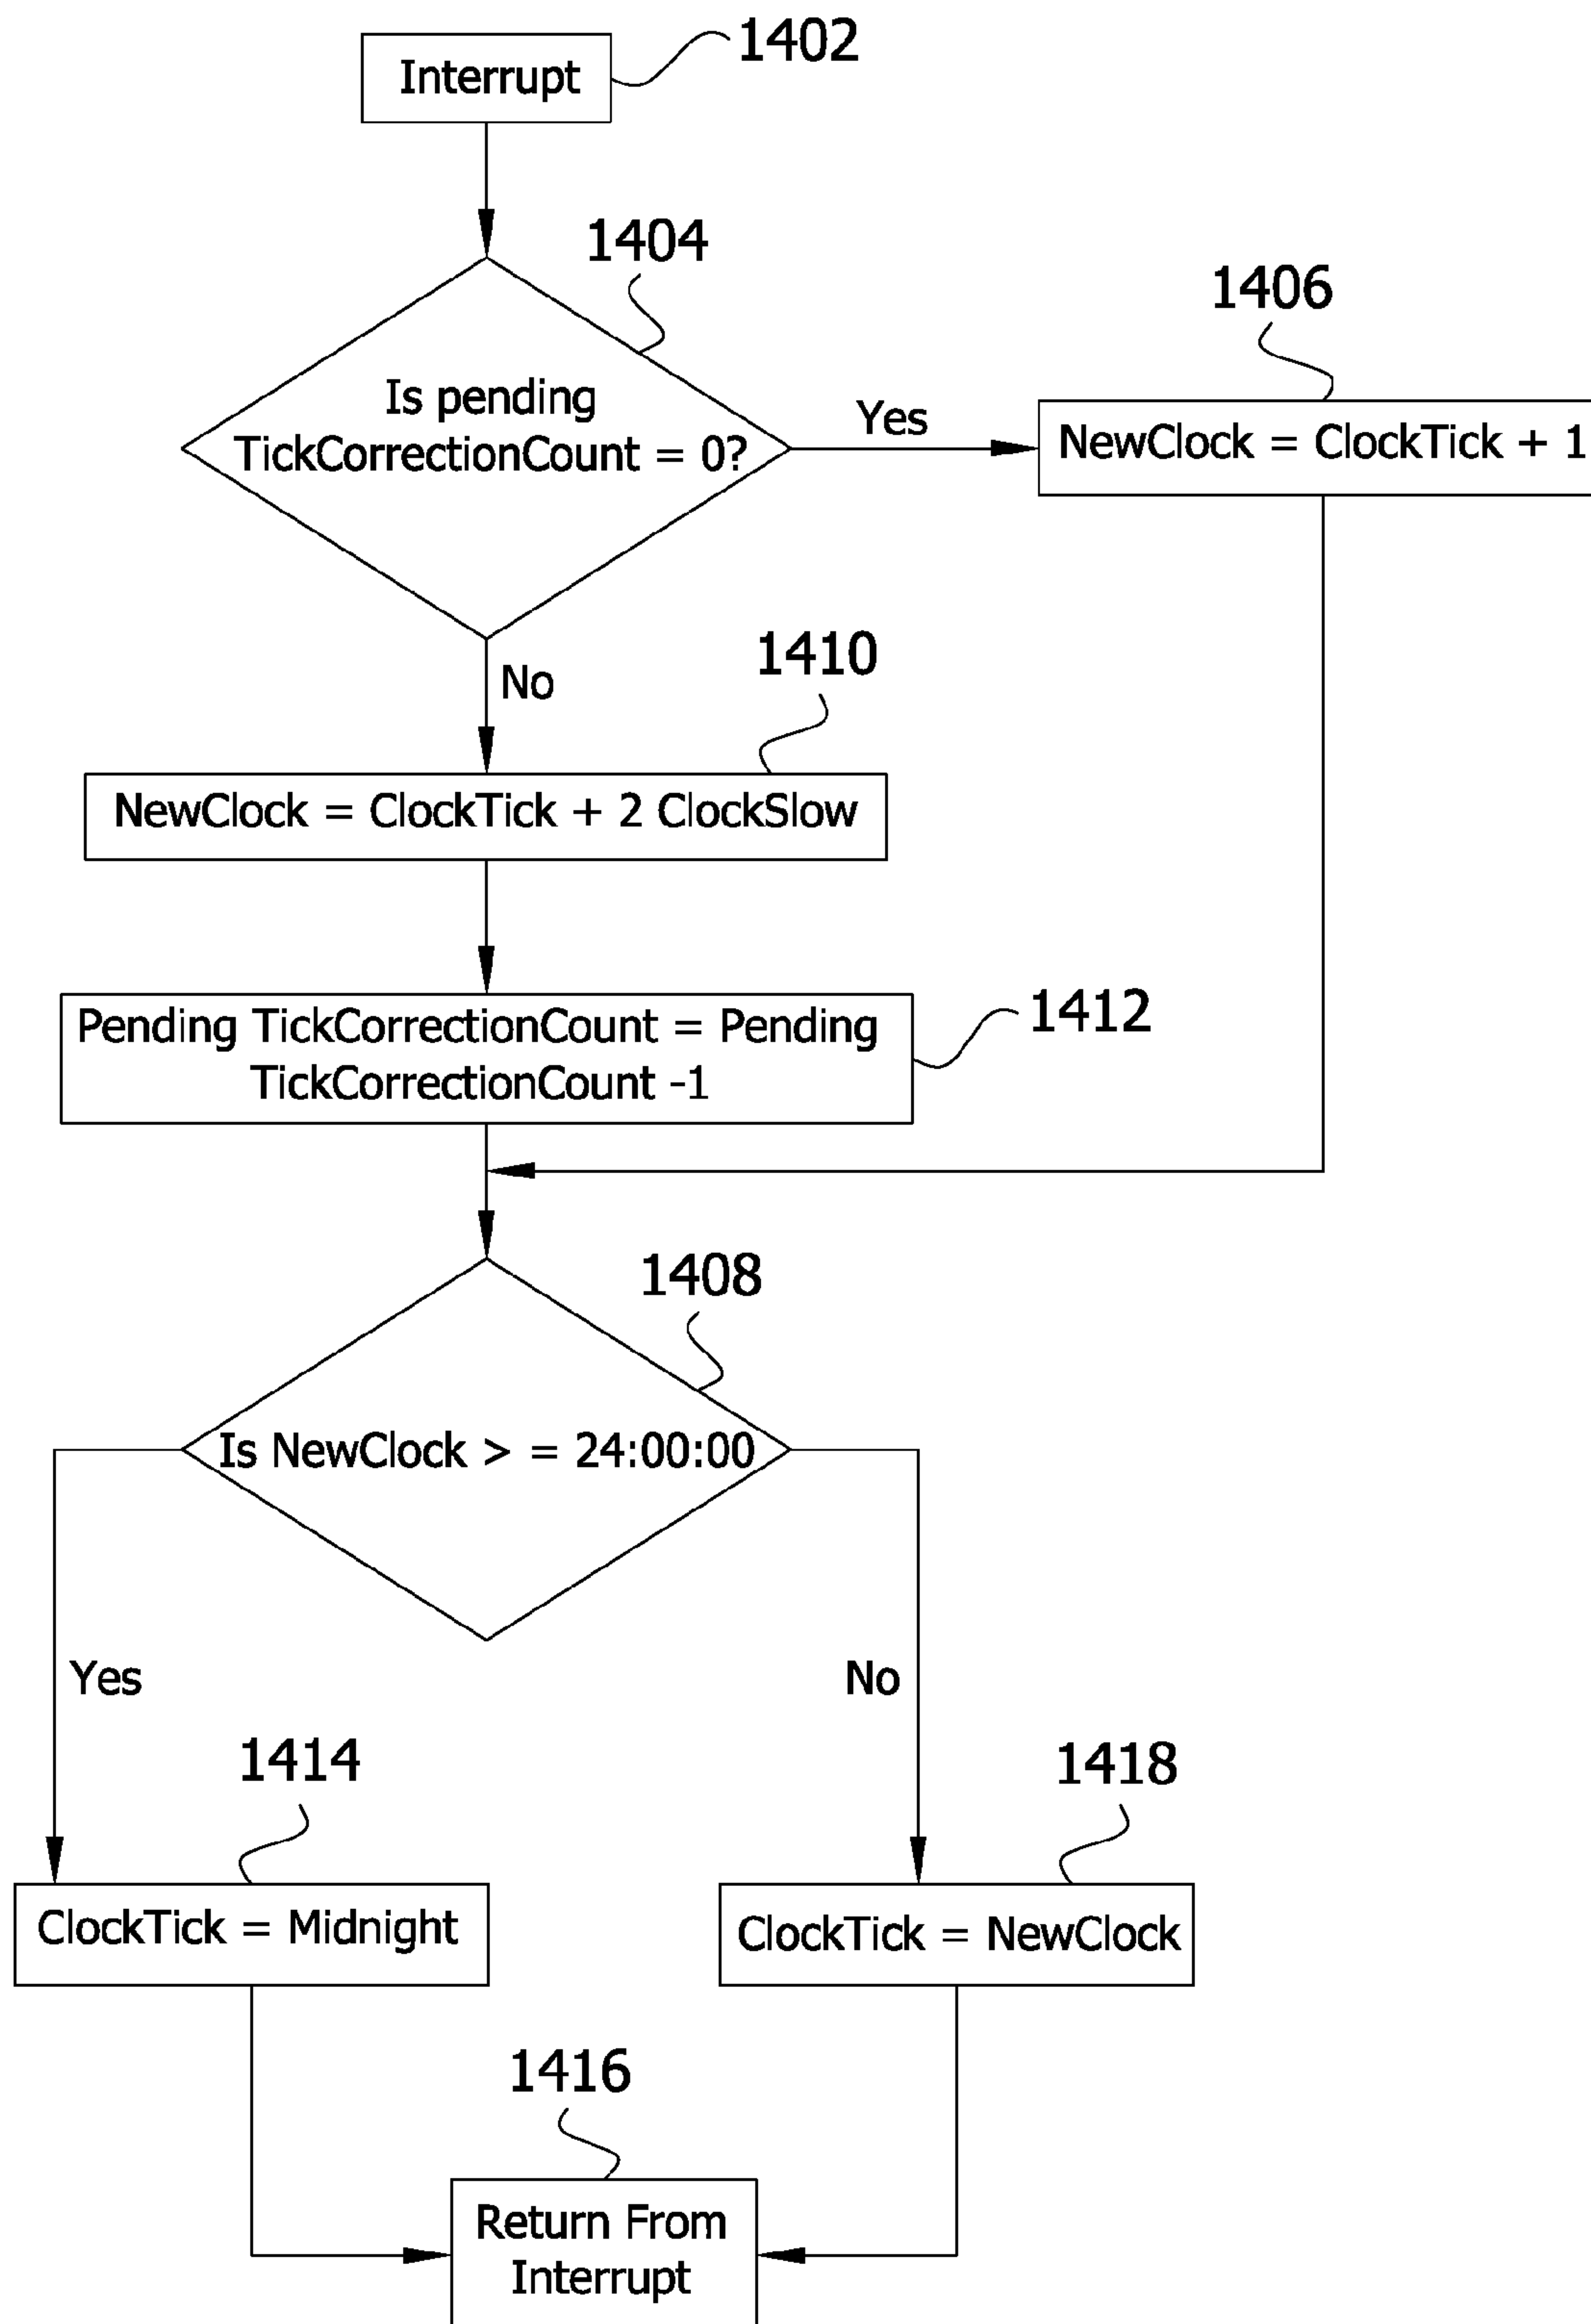 1402
Interrupt
1404
Is pending
TickCorrectionCount = 0?
Yes
1406
NewClock = ClockTick + 1
No
1410
NewClock = ClockTick + 2 ClockSlow
Pending TickCorrectionCount = Pending
TickCorrectionCount -1
1412
1408
Is NewClock > = 24:00:00
Yes
No
1414
ClockTick = Midnight
1418
ClockTick = NewClock
1416
Return From
Interrupt